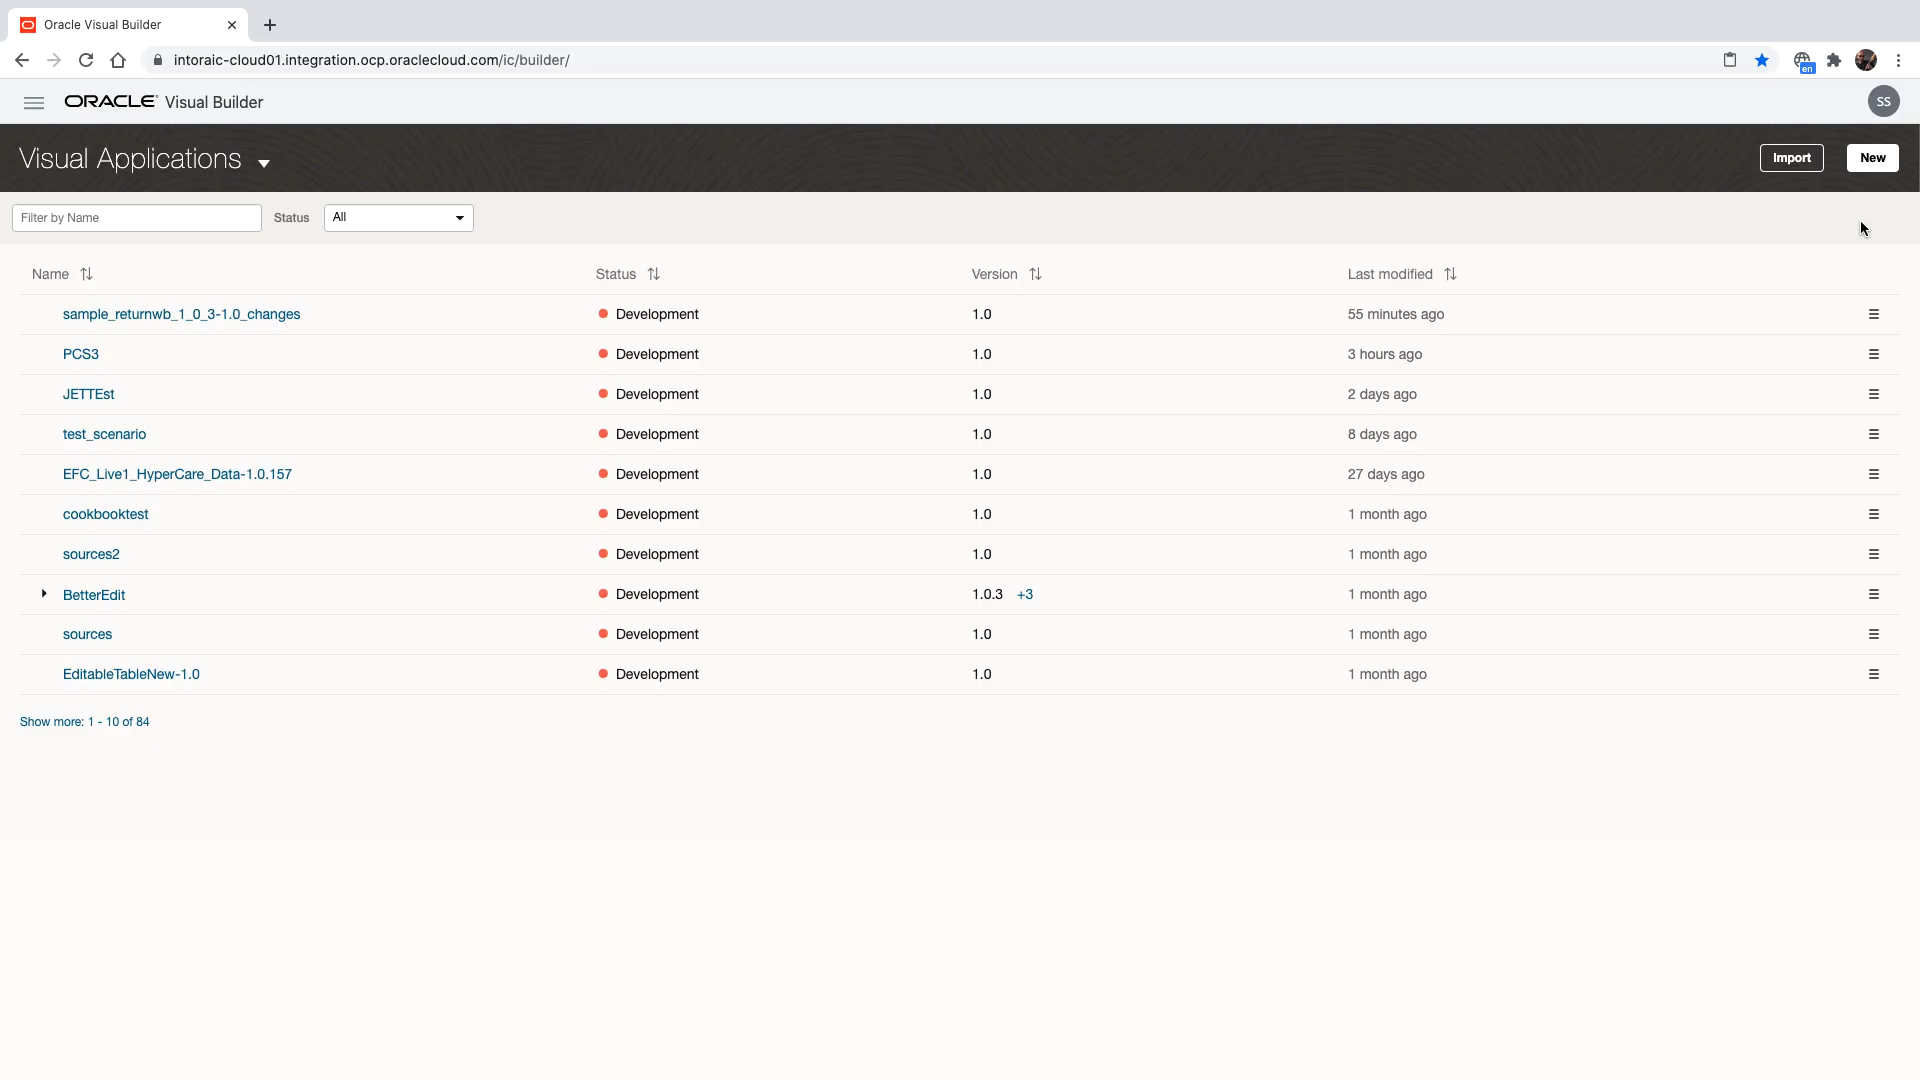 Oracle Visual Builder
intoraic-cloud01.integration.ocp.oraclecloud.com/ic/builder/
en
ORACLE Visual Builder
SS
Visual Applications
Import
New
Filter by Name
Status
All
Name Status Version Last modified
sample_returnwb_1_0_3-1.0_changes Development 1.0 55 minutes ago
PCS3 Development 1.0 3 hours ago
JETTEst Development 1.0 2 days ago
test_scenario Development 1.0 8 days ago
EFC_Live1_HyperCare_Data-1.0.157 Development 1.0 27 days ago
cookbooktest Development 1.0 1 month ago
sources2 Development 1.0 1 month ago
BetterEdit Development 1.0.3 +3 1 month ago
sources Development 1.0 1 month ago
EditableTableNew-1.0 Development 1.0 1 month ago
Show more: 1 - 10 of 84